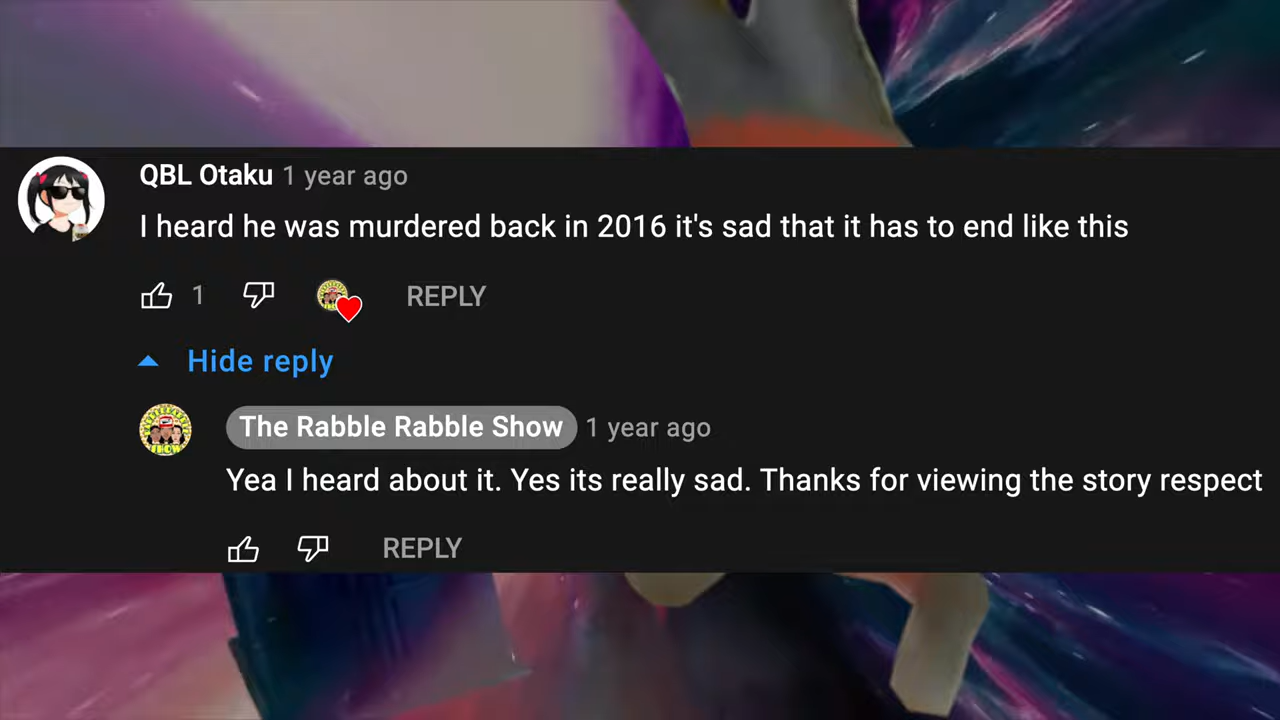 QBL Otaku 1 year ago
I heard he was murdered back in 2016 it's sad that it has to end like this
1 REPLY
Hide reply
The Rabble Rabble Show 1 year ago
Yea I heard about it. Yes its really sad. Thanks for viewing the story respect
REPLY